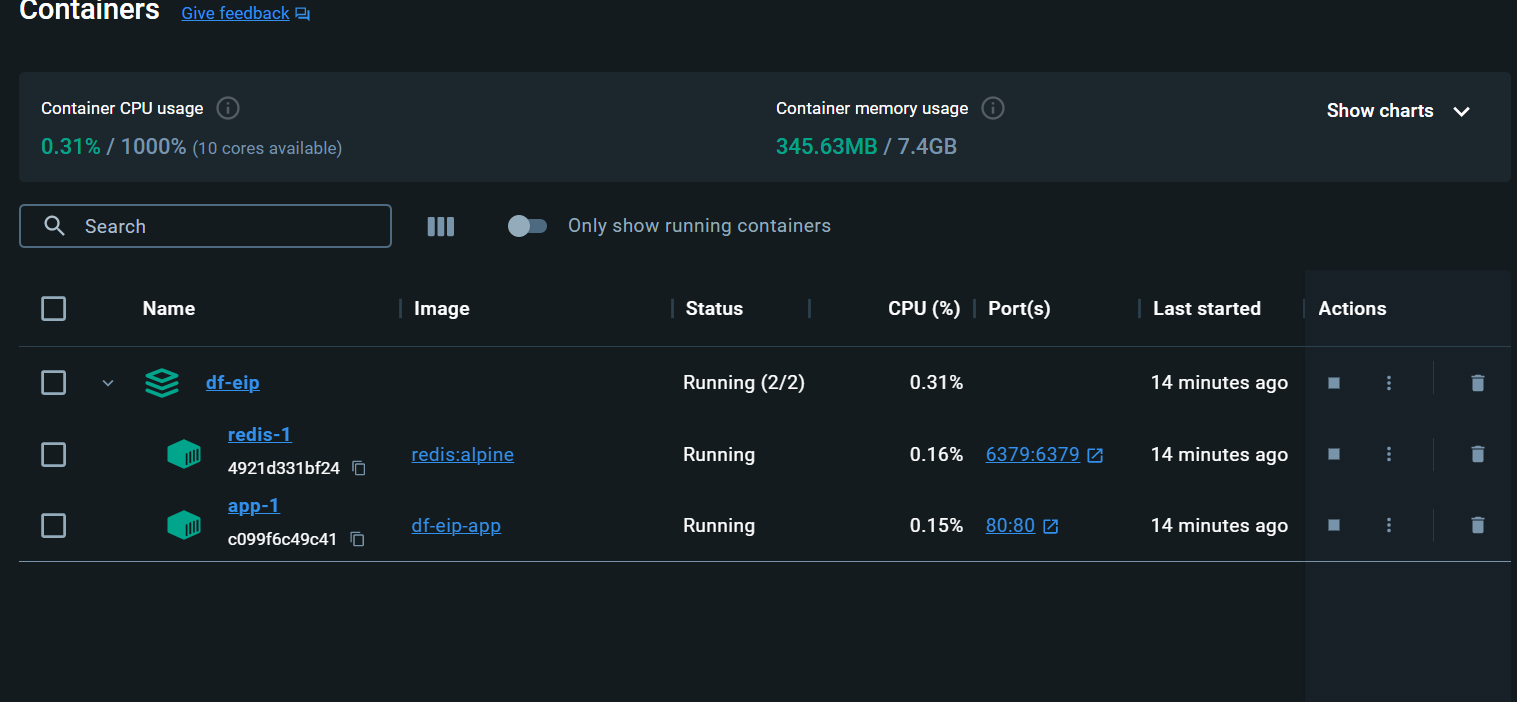 Containers Give feedback
Container CPU usage Container memory usage Show charts
0.31% / 1000% (10 cores available) 345.63MB / 7.4GB
Search Only show running containers
Name Image Status CPU (%) Port(s) Last started Actions
df-eip Running (2/2) 0.31% 14 minutes ago
redis-1
4921d331bf24 redis:alpine Running 0.16% 6379:6379 14 minutes ago
app-1
c099f6c49c41 df-eip-app Running 0.15% 80:80 14 minutes ago